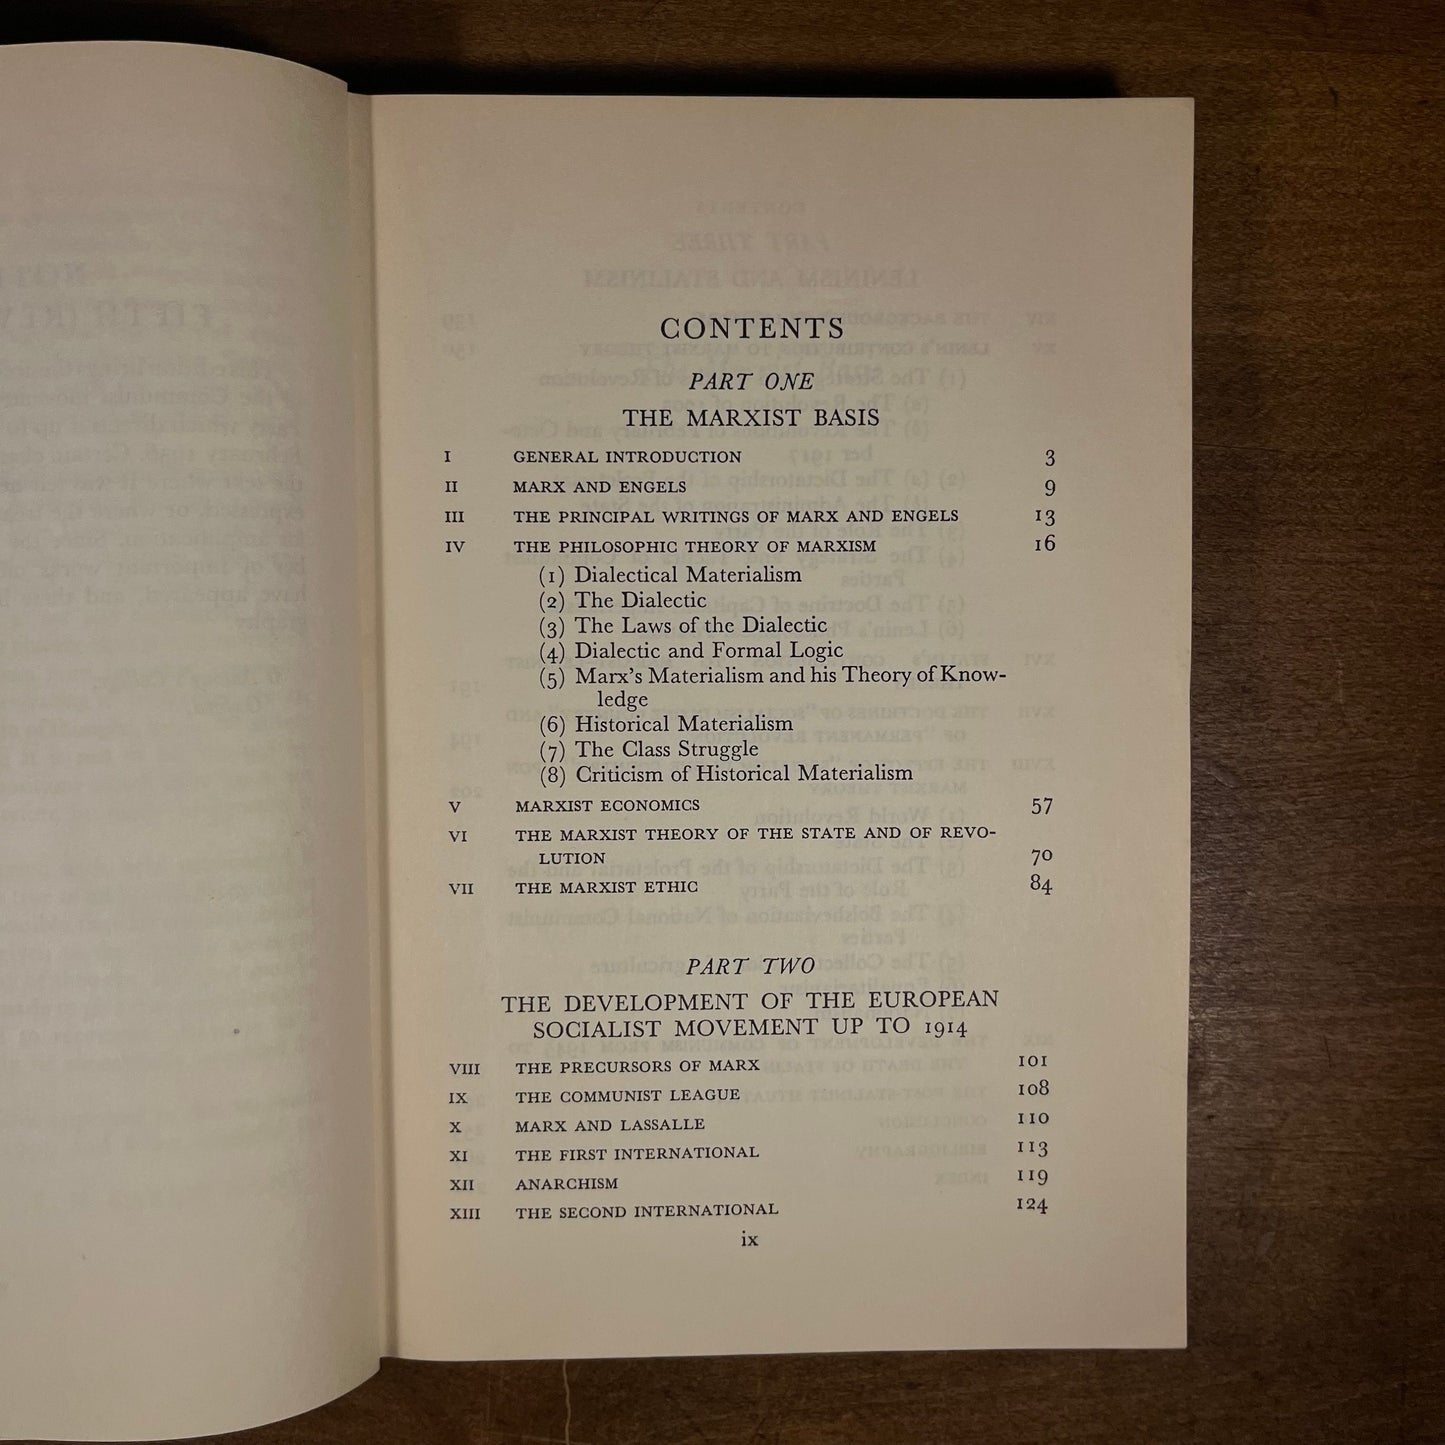 CONTENTS
PART ONE
THE MARXIST BASIS
I GENERAL INTRODUCTION 3
II MARX AND ENGELS 9
III THE PRINCIPAL WRITINGS OF MARX AND ENGELS 13
IV THE PHILOSOPHIC THEORY OF MARXISM 16
(1) Dialectical Materialism
(2) The Dialectic
(3) The Laws of the Dialectic
(4) Dialectic and Formal Logic
(5) Marx's Materialism and his Theory of Know-
ledge
(6) Historical Materialism
(7) The Class Struggle
(8) Criticism of Historical Materialism
V MARXIST ECONOMICS 57
VI THE MARXIST THEORY OF THE STATE AND OF REVO-
LUTION 70
VII THE MARXIST ETHIC 84
PART TWO
THE DEVELOPMENT OF THE EUROPEAN
SOCIALIST MOVEMENT UP TO 1914
VIII THE PRECURSORS OF MARX 101
IX THE COMMUNIST LEAGUE 108
X MARX AND LASSALLE 110
XI THE FIRST INTERNATIONAL 113
XII ANARCHISM 119
XIII THE SECOND INTERNATIONAL 124
ix